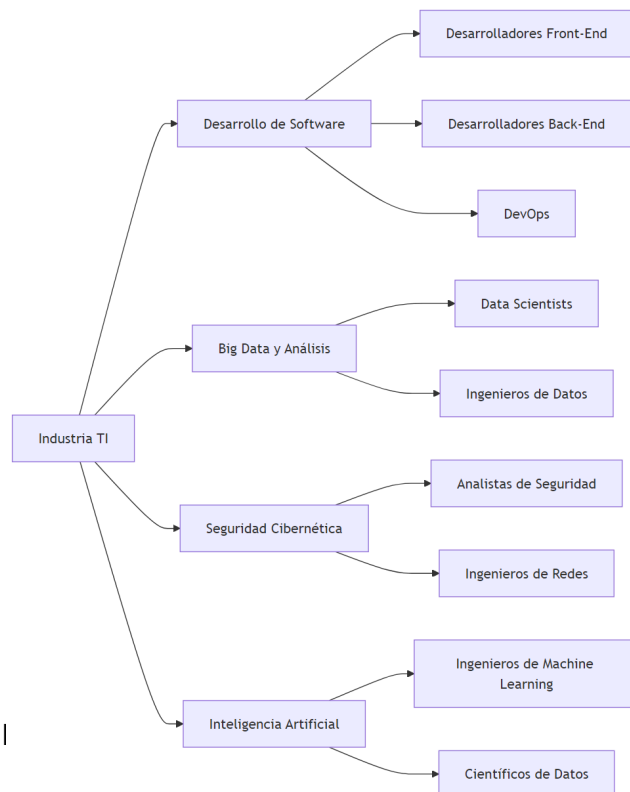 Desarrolladores Front-End
Desarrollo de Software
Desarrolladores Back-End
DevOps
Data Scientists
Big Data y Análisis
Ingenieros de Datos
Industria TI
Analistas de Seguridad
Seguridad Cibernética
Ingenieros de Redes
Ingenieros de Machine
Learning
Inteligencia Artificial
Científicos de Datos